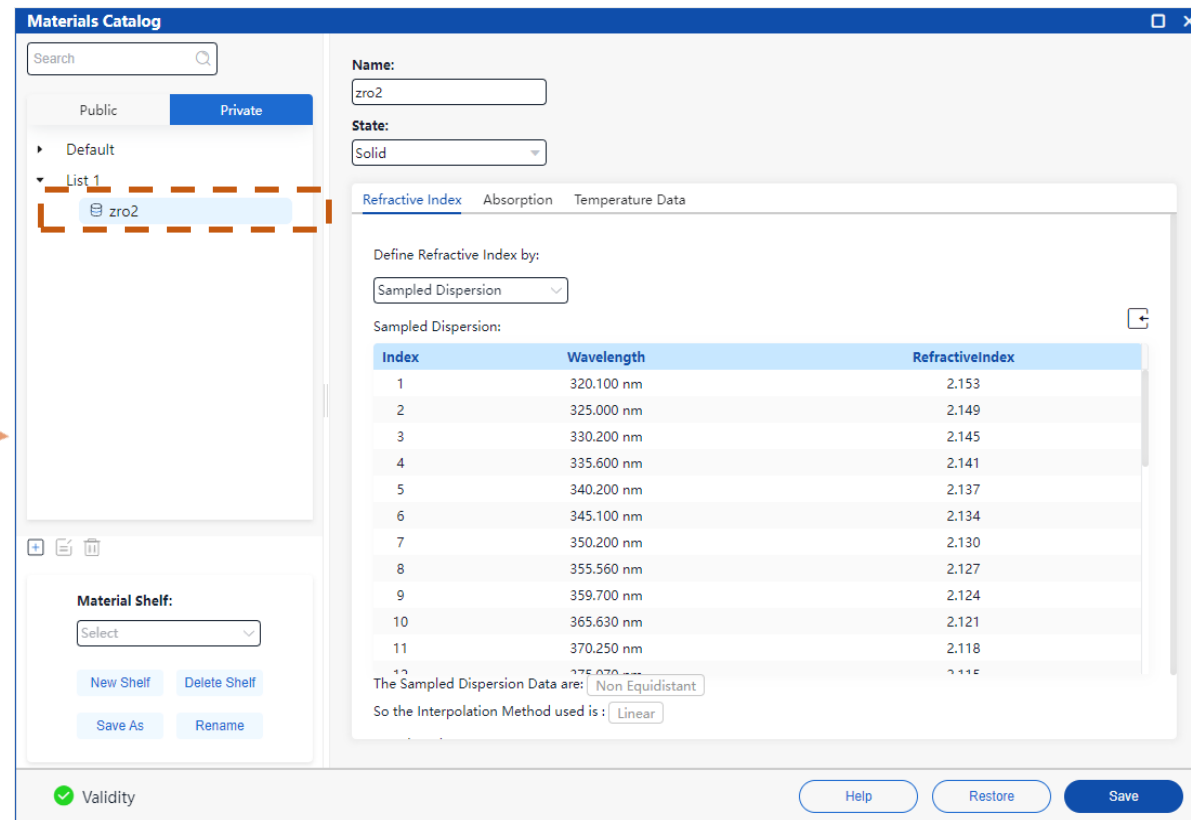 Materials Catalog
Search
Public Private
Default
List 1
zro2
Material Shelf:
Select
New Shelf Delete Shelf
Save As Rename
Name:
zro2
State:
Solid
Refractive Index Absorption Temperature Data
Define Refractive Index by:
Sampled Dispersion
Sampled Dispersion:
Index Wavelength RefractiveIndex
1 320.100 nm 2.153
2 325.000 nm 2.149
3 330.200 nm 2.145
4 335.600 nm 2.141
5 340.200 nm 2.137
6 345.100 nm 2.134
7 350.200 nm 2.130
8 355.560 nm 2.127
9 359.700 nm 2.124
10 365.630 nm 2.121
11 370.250 nm 2.118
The Sampled Dispersion Data are: Non Equidistant
So the Interpolation Method used is : Linear
Validity
Help Restore Save